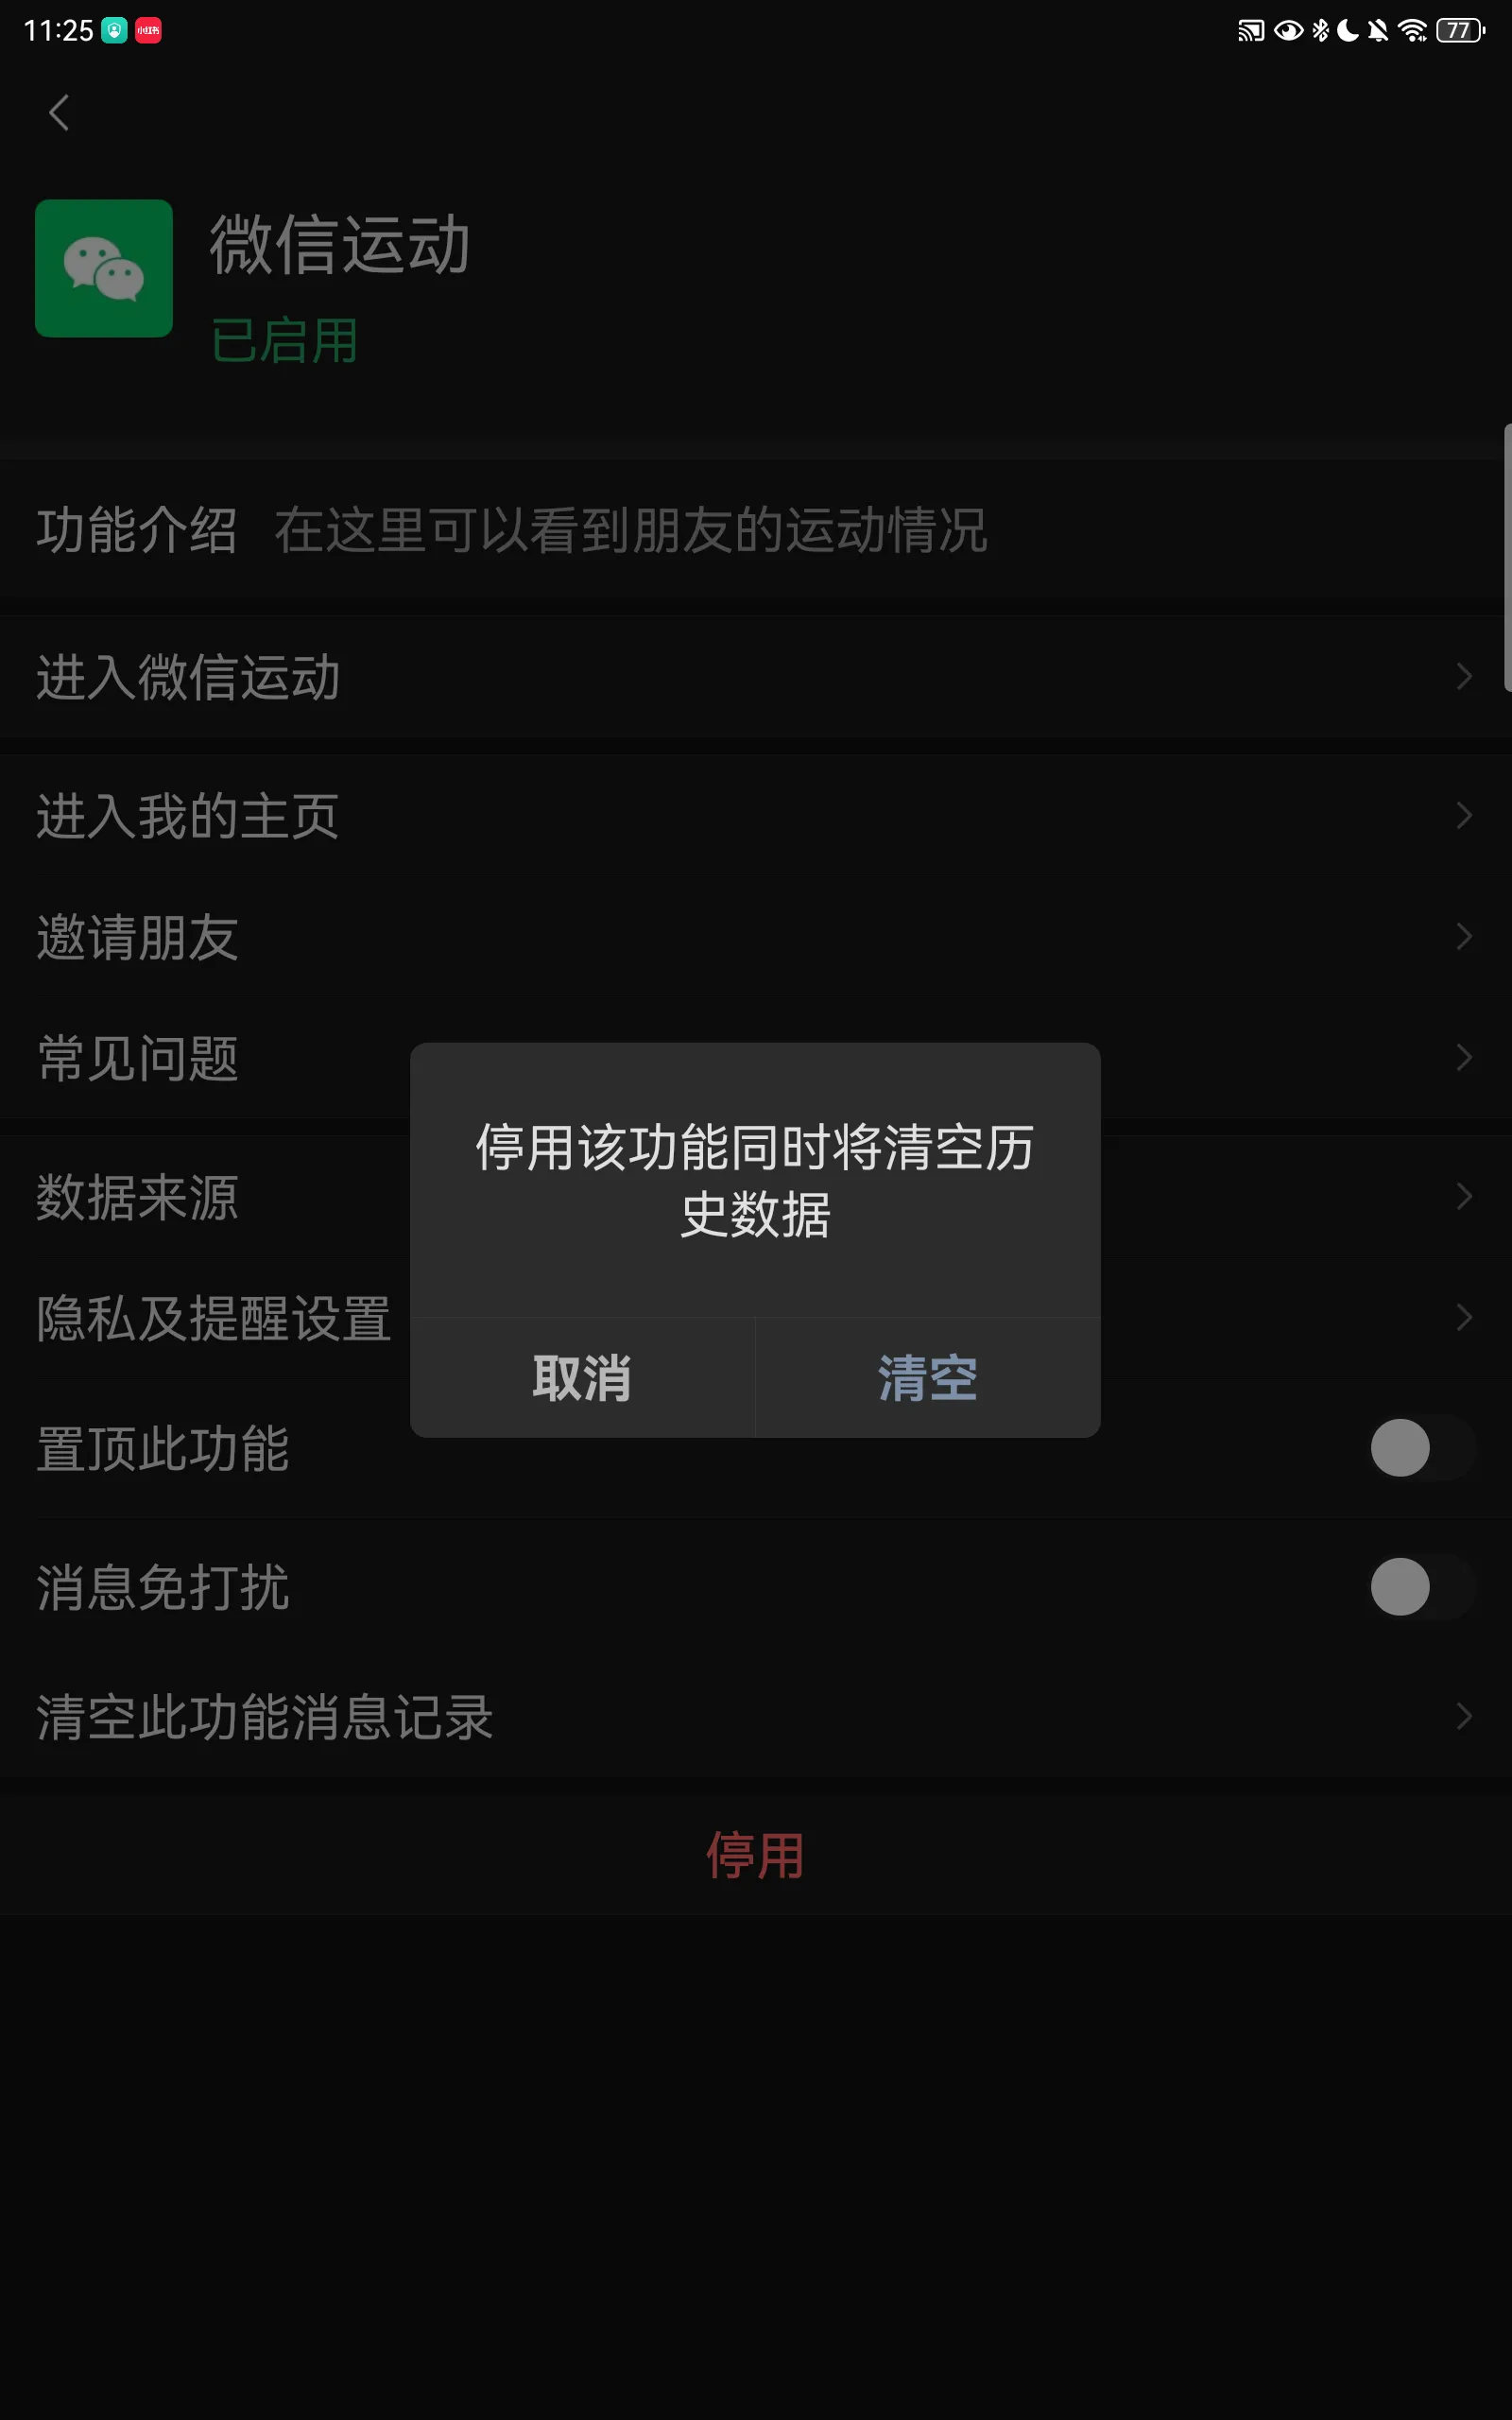 11:25 小红书 77
微信运动
已启用
功能介绍 在这里可以看到朋友的运动情况
进入微信运动
进入我的主页
邀请朋友
常见问题
停用该功能同时将清空历
史数据
数据来源
隐私及提醒设置
取消 清空
置顶此功能
消息免打扰
清空此功能消息记录
停用